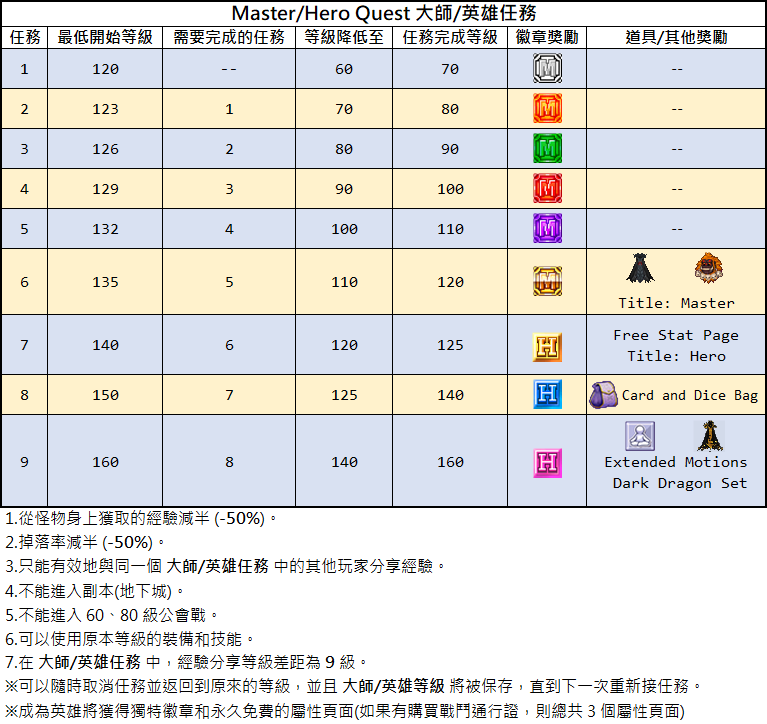 Master/Hero Quest 大師/英雄任務
任務 最低開始等級 需要完成的任務 等級降低至 任務完成等級 徽章獎勵 道具/其他獎勵
1 120 -- 60 70 M --
2 123 1 70 80 M --
3 126 2 80 90 M --
4 129 3 90 100 M --
5 132 4 100 110 M --
6 135 5 110 120 M Title: Master
7 140 6 120 125 H Free Stat Page
Title: Hero
8 150 7 125 140 H Card and Dice Bag
9 160 8 140 160 H Extended Motions
Dark Dragon Set
1.從怪物身上獲取的經驗減半 (-50%)。
2.掉落率減半 (-50%)。
3.只能有效地與同一個 大師/英雄任務 中的其他玩家分享經驗。
4.不能進入副本(地下城)。
5.不能進入 60、80 級公會戰。
6.可以使用原本等級的裝備和技能。
7.在 大師/英雄任務 中，經驗分享等級差距為 9 級。
※可以隨時取消任務並返回到原來的等級，並且 大師/英雄等級 將被保存，直到下一次重新接任務。
※成為英雄將獲得獨特徽章和永久免費的屬性頁面(如果有購買戰鬥通行證，則總共 3 個屬性頁面)